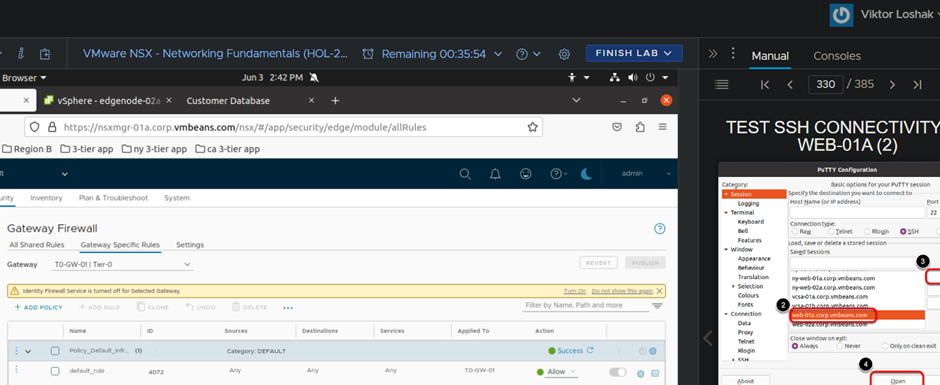 Viktor Loshak
VMware NSX - Networking Fundamentals (HOL-2... Remaining 00:35:54 FINISH LAB
Manual Consoles
Browser Jun 3 2:42 PM
330 / 385
vSphere - edgenode-02a Customer Database
https://nsxmgr-01a.corp.vmbeans.com/nsx/#/app/security/edge/module/allRules
Region B 3-tier app ny 3-tier app ca 3-tier app
admin
urity Inventory Plan & Troubleshoot System
Gateway Firewall
All Shared Rules Gateway Specific Rules Settings
Gateway T0-GW-01 | Tier-0 REVERT PUBLISH
Identity Firewall Service is turned off for Selected Gateway. Turn On Do not show this again
+ ADD POLICY + ADD RULE CLONE UNDO DELETE
Filter by Name, Path and more
Name ID Sources Destinations Services Applied To Action
Policy_Default_Infr... (1) Category: DEFAULT Success
default_rule 4072 Any Any Any T0-GW-01 Allow
TEST SSH CONNECTIVITY
WEB-01A (2)
PuTTY Configuration
Category:
Session
Logging
Terminal
Keyboard
Bell
Features
Window
Appearance
Behaviour
Translation
Selection
Colours
Fonts
Connection
Data
Proxy
Telnet
Rlogin
SSH
About
Basic options for your PuTTY session
Specify the destination you want to connect to
Host Name (or IP address) Port
22
Connection type:
Raw Telnet Rlogin SSH
Load, save or delete a stored session
Saved Sessions
3
ny-web-01a.corp.vmbeans.com
ny-web-02a.corp.vmbeans.com
vcsa-01a.corp.vmbeans.com
vcsa-01b.corp.vmbeans.com
2
web-01a.corp.vmbeans.com
web-02a.corp.vmbeans.com
Close window on exit:
Always Never Only on clean exit
4
Open